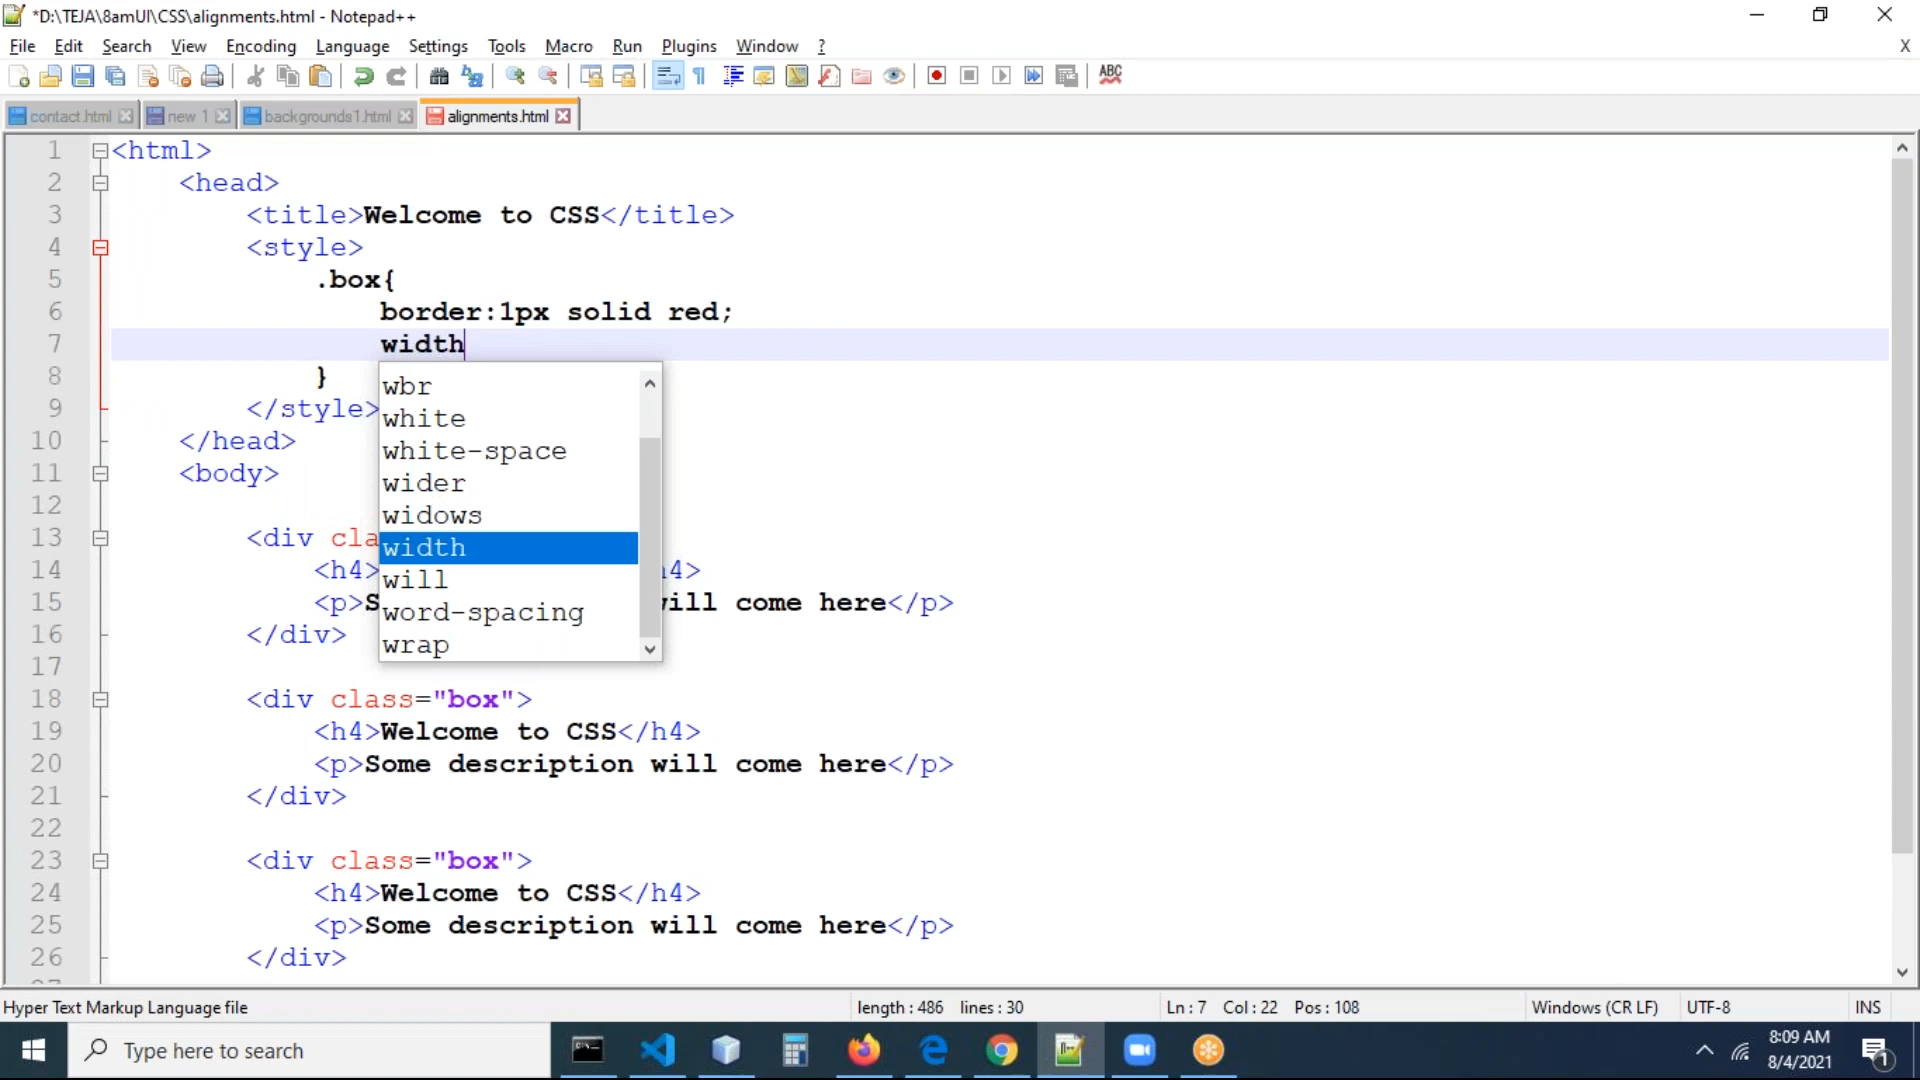 *D:\TEJA\8amUI\CSS\alignments.html - Notepad++
File Edit Search View Encoding Language Settings Tools Macro Run Plugins Window ? X
ABC
contact.html new 1 backgrounds1.html alignments.html
1 <html>
2 <head>
3 <title>Welcome to CSS</title>
4 <style>
5 .box{
6 border:1px solid red;
7 width
8 }
9 </style>
10 </head>
11 <body>
12
13 <div cla
14 <h4> 4>
15 <p>S will come here</p>
16 </div>
17
18 <div class="box">
19 <h4>Welcome to CSS</h4>
20 <p>Some description will come here</p>
21 </div>
22
23 <div class="box">
24 <h4>Welcome to CSS</h4>
25 <p>Some description will come here</p>
26 </div>
wbr
white
white-space
wider
widows
width
will
word-spacing
wrap
Hyper Text Markup Language file length : 486 lines : 30 Ln : 7 Col : 22 Pos : 108 Windows (CR LF) UTF-8 INS
Type here to search
8:09 AM
8/4/2021
1